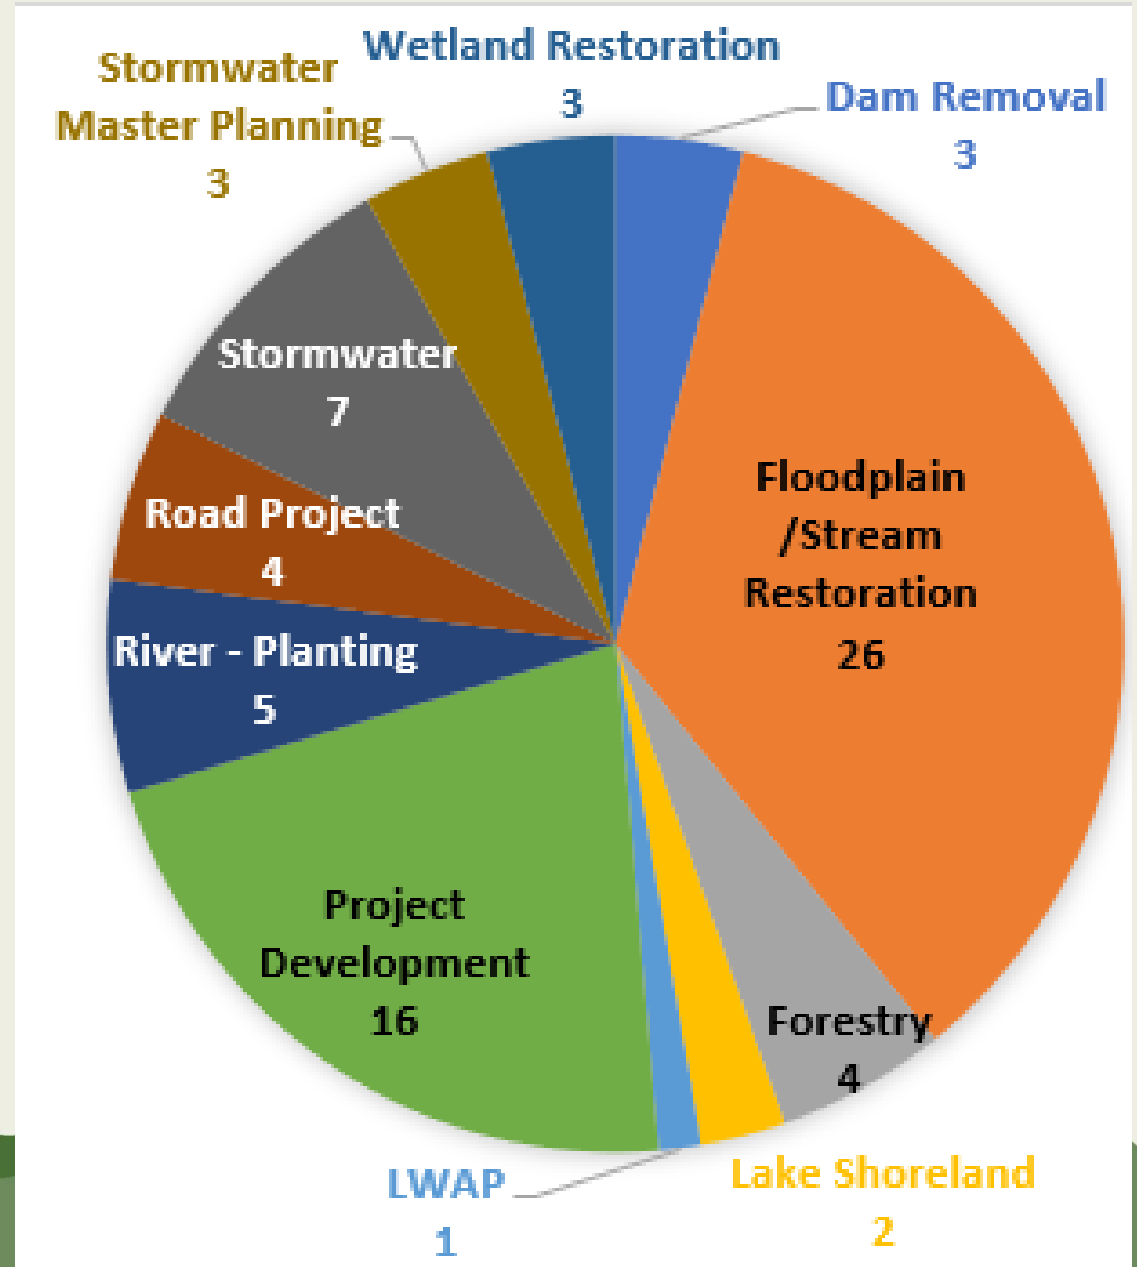 Wetland Restoration
3
Dam Removal
3
Floodplain
/Stream
Restoration
26
Forestry
4
Lake Shoreland
2
LWAP
1
Project
Development
16
River - Planting
5
Road Project
4
Stormwater
7
Stormwater
Master Planning
3